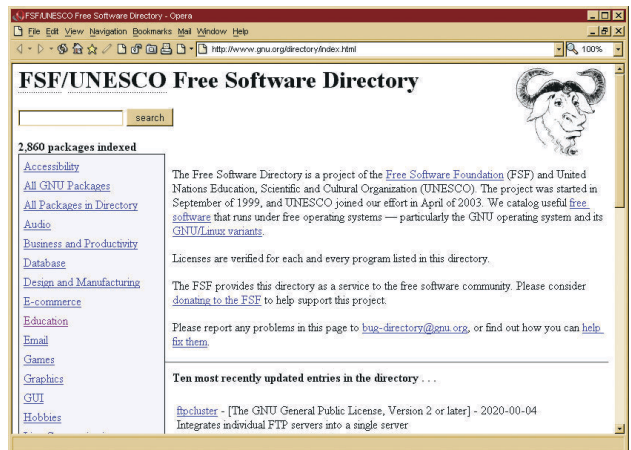 FSF/UNESCO Free Software Directory - Opera
File Edit View Navigation Bookmarks Mail Window Help
http://www.gnu.org/directory/index.html
100%
FSF/UNESCO Free Software Directory
search
2,860 packages indexed
Accessibility
All GNU Packages
All Packages in Directory
Audio
Business and Productivity
Database
Design and Manufacturing
E-commerce
Education
Email
Games
Graphics
GUI
Hobbies
The Free Software Directory is a project of the Free Software Foundation (FSF) and United
Nations Education, Scientific and Cultural Organization (UNESCO). The project was started in
September of 1999, and UNESCO joined our effort in April of 2003. We catalog useful free
software that runs under free operating systems — particularly the GNU operating system and its
GNU/Linux variants.
Licenses are verified for each and every program listed in this directory.
The FSF provides this directory as a service to the free software community. Please consider
donating to the FSF to help support this project.
Please report any problems in this page to bug-directory@gnu.org, or find out how you can help
fix them.
Ten most recently updated entries in the directory . . .
ftpcluster - [The GNU General Public License, Version 2 or later] - 2020-00-04
Integrates individual FTP servers into a single server